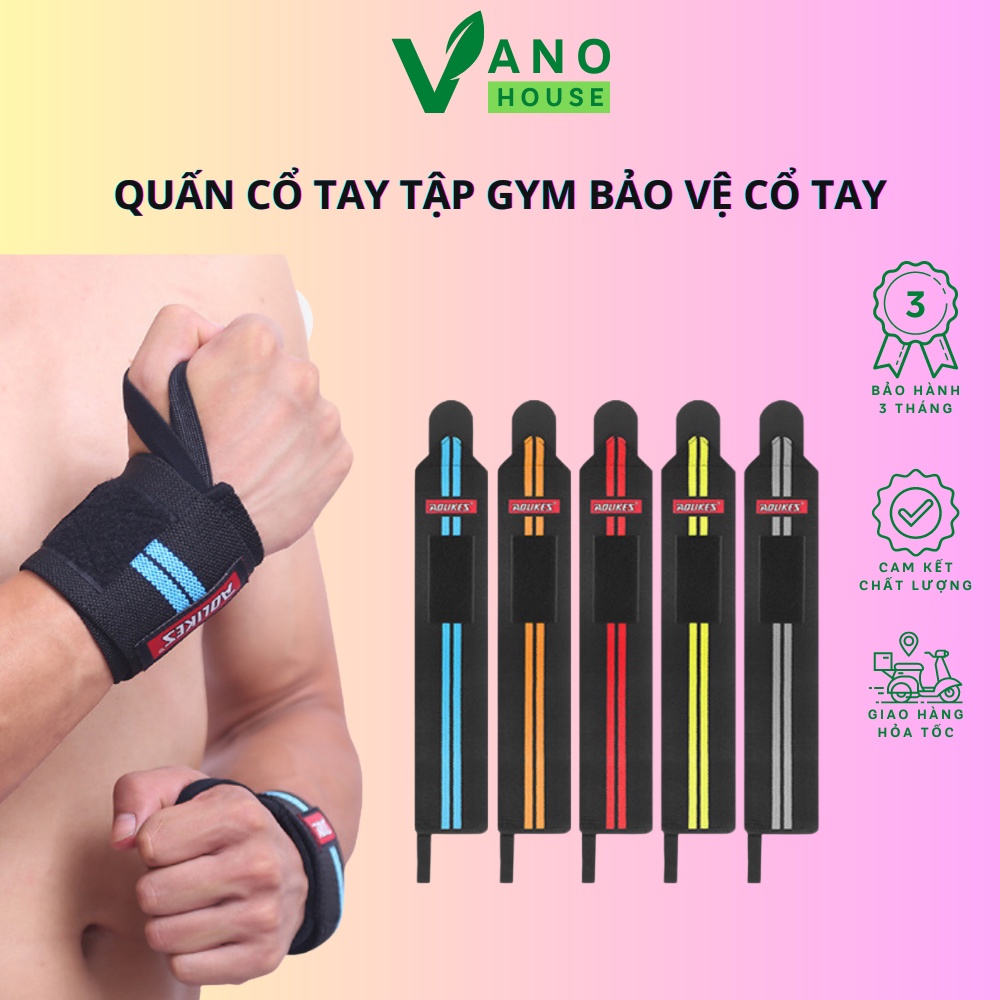 VANO
HOUSE
QUẤN CỔ TAY TẬP GYM BẢO VỆ CỔ TAY
3
BẢO HÀNH
3 THÁNG
AOLIKES
AOLIKES
AOLIKES
AOLIKES
AOLIKES
CAM KẾT
CHẤT LƯỢNG
AOLIKES
GIAO HÀNG
HỎA TỐC